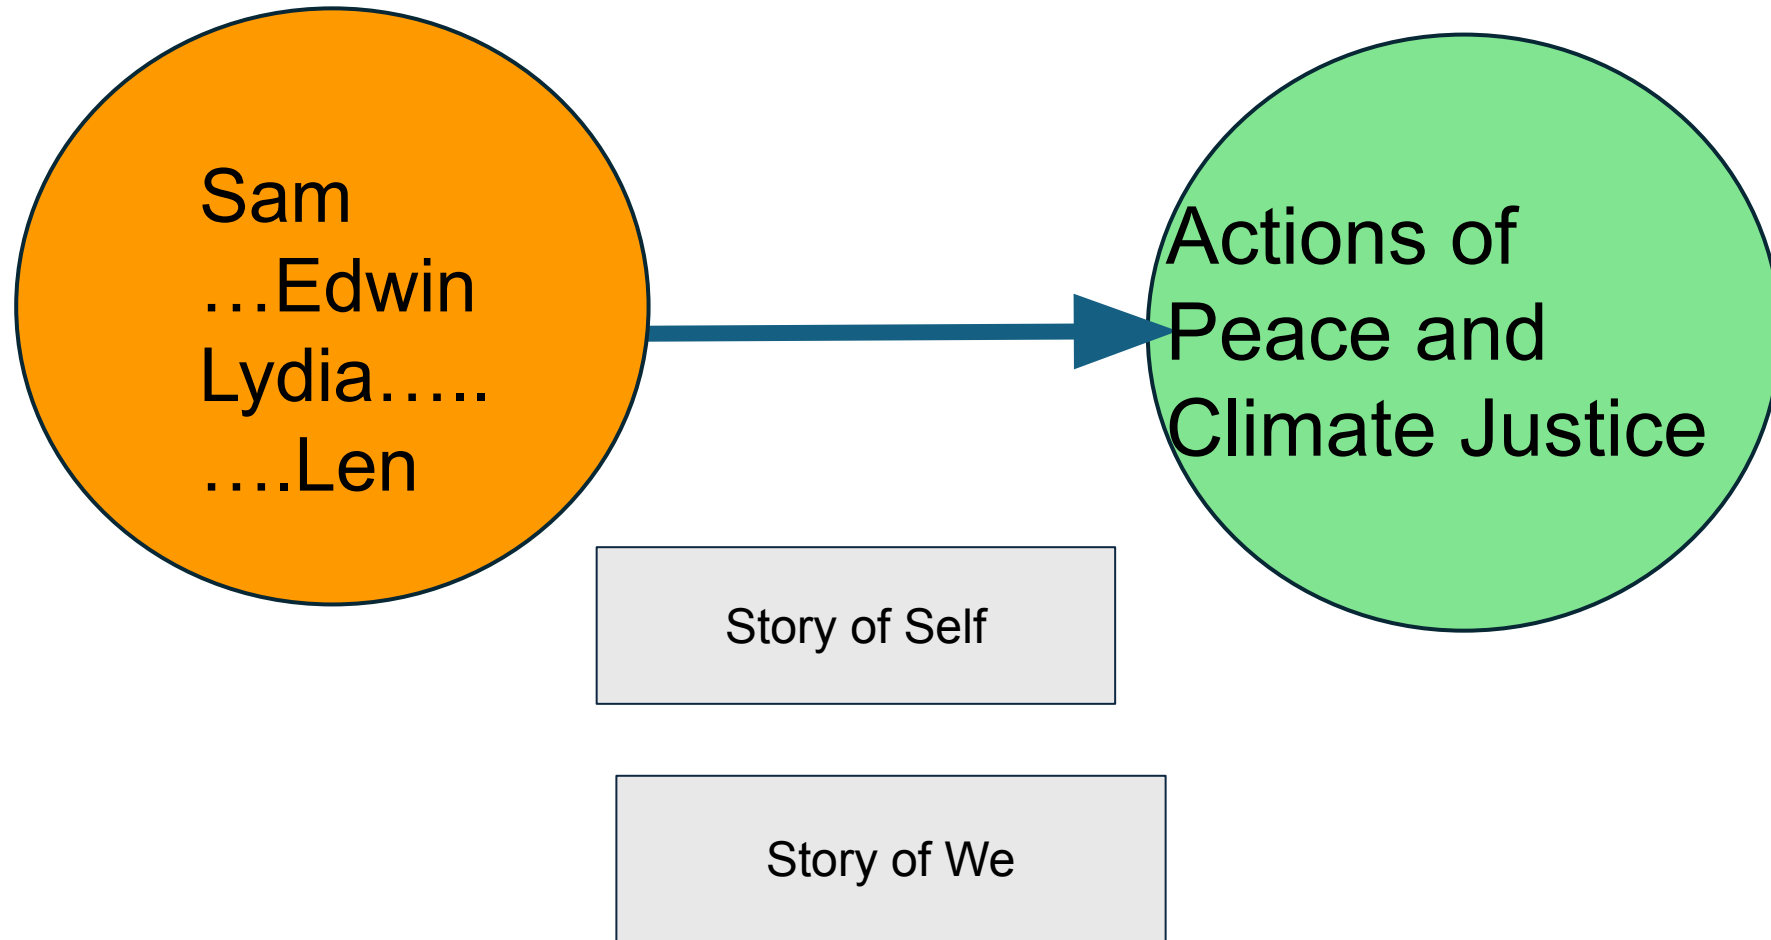 Sam
…Edwin
Lydia…..
….Len
Actions of
Peace and
Climate Justice
Story of Self
Story of We